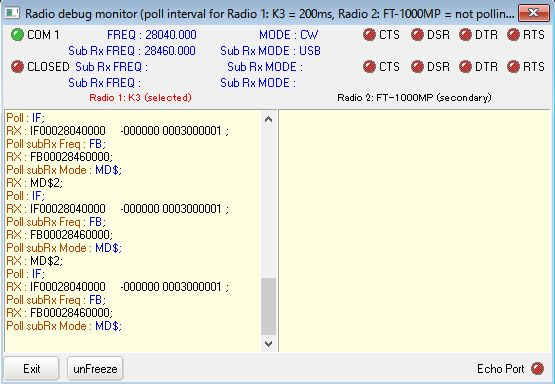 Radio debug monitor (poll interval for Radio 1: K3 = 200ms, Radio 2: FT-1000MP = not pollin...
COM 1 FREQ : 28040.000 MODE : CW CTS DSR DTR RTS
Sub Rx FREQ : 28460.000 Sub Rx MODE : USB
CLOSED Sub Rx FREQ : Sub Rx MODE : CTS DSR DTR RTS
Sub Rx FREQ : Sub Rx MODE :
Radio 1: K3 (selected) Radio 2: FT-1000MP (secondary)
Poll : IF;
RX : IF00028040000     -000000 0003000001 ;
Poll subRx Freq : FB;
RX : FB00028460000;
Poll subRx Mode : MD$;
RX : MD$2;
Poll : IF;
RX : IF00028040000     -000000 0003000001 ;
Poll subRx Freq : FB;
RX : FB00028460000;
Poll subRx Mode : MD$;
RX : MD$2;
Poll : IF;
RX : IF00028040000     -000000 0003000001 ;
Poll subRx Freq : FB;
RX : FB00028460000;
Poll subRx Mode : MD$;
Exit unFreeze Echo Port